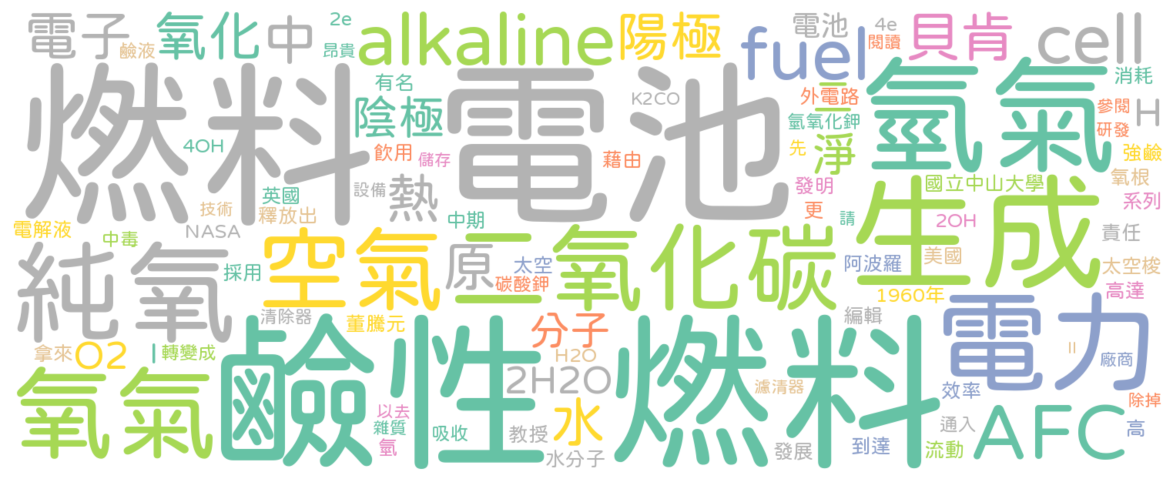 電子
鹼液
氧化
中
2e
昂貴
alkaline
陽極
fuel
電池
4e
閱讀
貝肯
cell
燃料
電池
有名
陰極
K2CO
外電路
氫氧化鉀
氫氣
消耗
參閱
H
研發
強鹼
4OH
飲用
儲存
藉由
先
淨
氧根
英國
設備
熱
發明
國立中山大學
系列
技術
釋放出
中期
更
請
生成
2OH
電解液
中毒
NASA
責任
純氧
採用
空氣
原
太空
碳酸鉀
二氧化碳
阿波羅
美國
太空梭
高達
1960年
清除器
董騰元
分子
編輯
電力
拿來
O2
轉變成
鹼性
燃料
H2O
2H2O
濾清器
廠商
氧氣
以去
雜質
氫
吸收
教授
水
水分子
效率
除掉
發展
到達
通入
流動
AFC
高